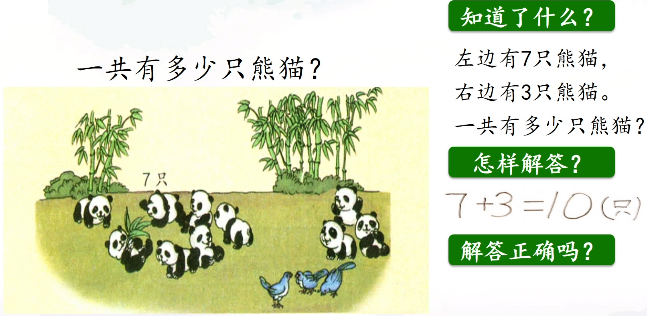 一共有多少只熊猫？
7只
知道了什么？
左边有7只熊猫，
右边有3只熊猫。
一共有多少只熊猫？
怎样解答？
7+3=10(只)
解答正确吗？